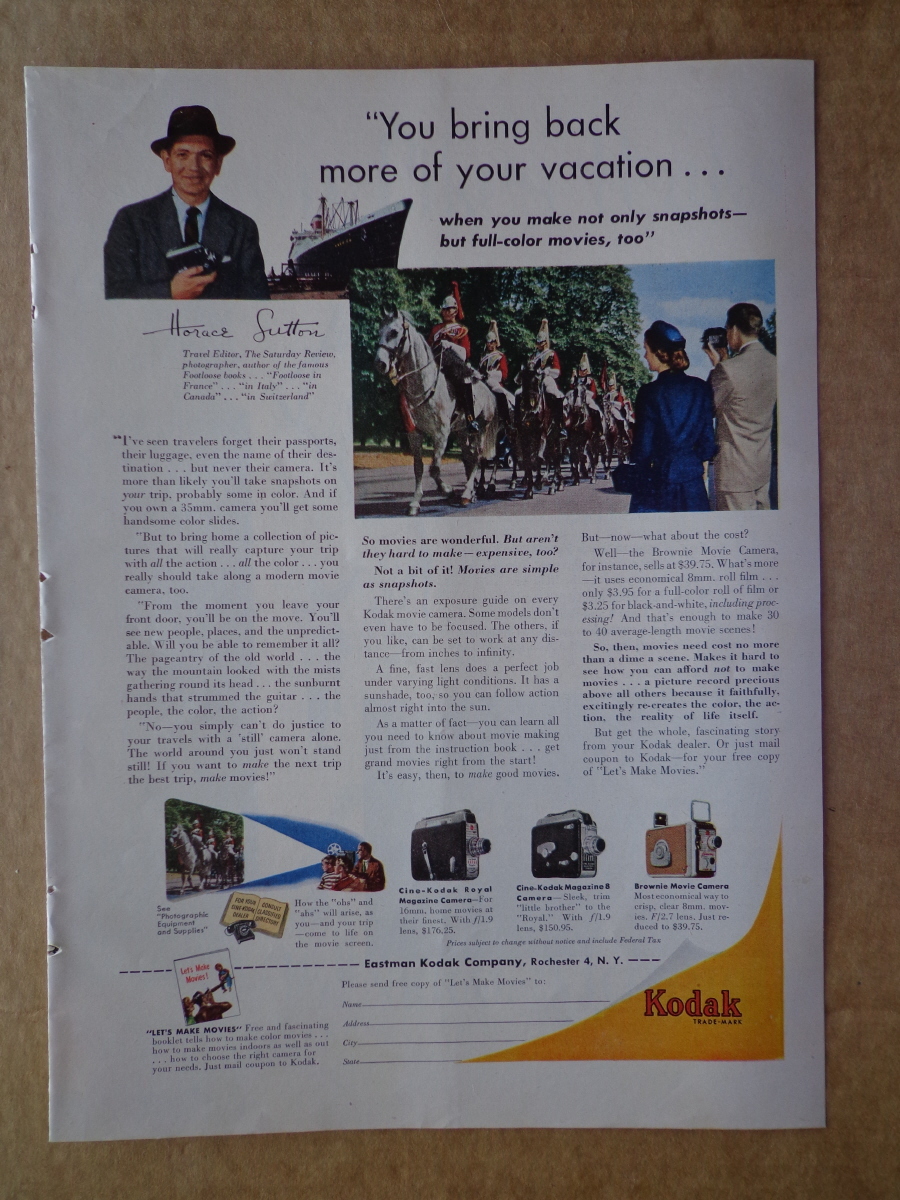 "You bring back
more of your vacation...
when you make not only snapshots—
but full-color movies, too"
Horace Sutton
Travel Editor, The Saturday Review,
photographer, author of the famous
Footloose books . . . "Footloose in
France" . . . "in Italy" . . . "in
Canada" . . . "in Switzerland"
"I've seen travelers forget their passports,
their luggage, even the name of their des-
tination . . . but never their camera. It's
more than likely you'll take snapshots on
your trip, probably some in color. And if
you own a 35mm. camera you'll get some
handsome color slides.
"But to bring home a collection of pic-
tures that will really capture your trip
with all the action . . . all the color . . . you
really should take along a modern movie
camera, too.
"From the moment you leave your
front door, you'll be on the move. You'll
see new people, places, and the unpredict-
able. Will you be able to remember it all?
The pageantry of the old world . . . the
way the mountain looked with the mists
gathering round its head . . . the sunburnt
hands that strummed the guitar . . . the
people, the color, the action?
"No—you simply can't do justice to
your travels with a 'still' camera alone.
The world around you just won't stand
still! If you want to make the next trip
the best trip, make movies!"
So movies are wonderful. But aren't
they hard to make — expensive, too?
Not a bit of it! Movies are simple
as snapshots.
There's an exposure guide on every
Kodak movie camera. Some models don't
even have to be focused. The others, if
you like, can be set to work at any dis-
tance—from inches to infinity.
A fine, fast lens does a perfect job
under varying light conditions. It has a
sunshade, too, so you can follow action
almost right into the sun.
As a matter of fact—you can learn all
you need to know about movie making
just from the instruction book . . . get
grand movies right from the start!
It's easy, then, to make good movies.
But—now—what about the cost?
Well—the Brownie Movie Camera,
for instance, sells at $39.75. What's more
—it uses economical 8mm. roll film . . .
only $3.95 for a full-color roll of film or
$3.25 for black-and-white, including proc-
essing! And that's enough to make 30
to 40 average-length movie scenes!
So, then, movies need cost no more
than a dime a scene. Makes it hard to
see how you can afford not to make
movies . . . a picture record precious
above all others because it faithfully,
excitingly re-creates the color, the ac-
tion, the reality of life itself.
But get the whole, fascinating story
from your Kodak dealer. Or just mail
coupon to Kodak—for your free copy
of "Let's Make Movies."
See
"Photographic
Equipment
and Supplies"
FOR YOUR
CINE-KODAK
DEALER
CONSULT
CLASSIFIED
DIRECTORY
How the "ohs" and
"ahs" will arise, as
you—and your trip
—come to life on
the movie screen.
Cine-Kodak Royal
Magazine Camera—For
16mm. home movies at
their finest. With f/1.9
lens, $176.25.
Cine-Kodak Magazine 8
Camera—Sleek, trim
"little brother" to the
"Royal." With f/1.9
lens, $150.95.
Brownie Movie Camera
Most economical way to
crisp, clear 8mm. mov-
ies. F/2.7 lens. Just re-
duced to $39.75.
Prices subject to change without notice and include Federal Tax
Eastman Kodak Company, Rochester 4, N. Y.
Let's Make
Movies!
Please send free copy of "Let's Make Movies" to:
Name
Address
City
State
"LET'S MAKE MOVIES" Free and fascinating
booklet tells how to make color movies . . .
how to make movies indoors as well as out
. . . how to choose the right camera for
your needs. Just mail coupon to Kodak.
Kodak
TRADE-MARK